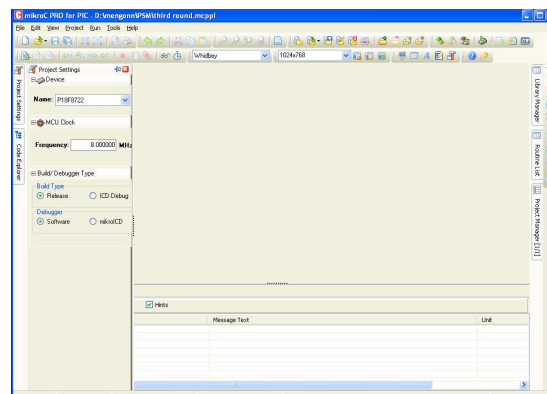 mikroC PRO for PIC - D:\mengonn\PSM\third round.mcppi
File Edit View Project Run Tools Help
Whidbey 1024x768
Project Settings
Device
Name: P18F8722
MCU Clock
Frequency: 8.000000 MHz
Build/Debugger Type
Build Type
Release ICD Debug
Debugger
Software mikroICD
Project Settings
Code Explorer
Library Manager
Routine List
Project Manager [1/1]
Hints
Message Text Unit